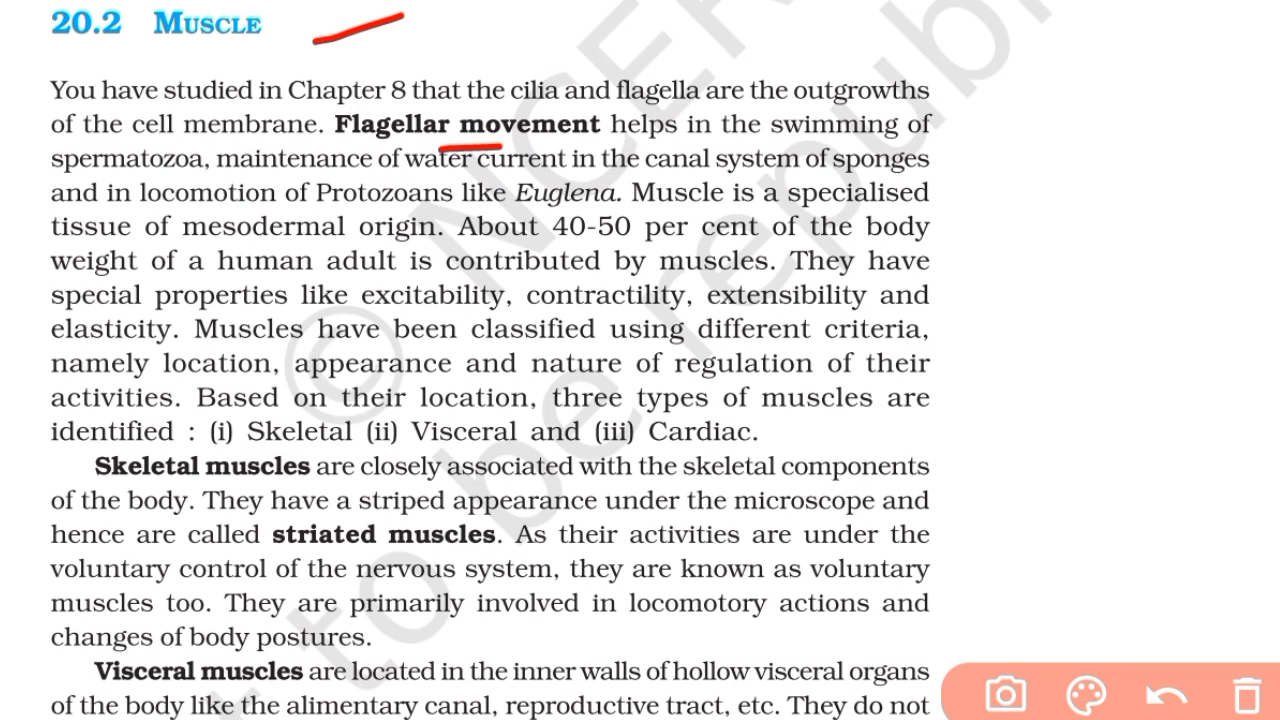 20.2 MUSCLE
You have studied in Chapter 8 that the cilia and flagella are the outgrowths
of the cell membrane. Flagellar movement helps in the swimming of
spermatozoa, maintenance of water current in the canal system of sponges
and in locomotion of Protozoans like Euglena. Muscle is a specialised
tissue of mesodermal origin. About 40-50 per cent of the body
weight of a human adult is contributed by muscles. They have
special properties like excitability, contractility, extensibility and
elasticity. Muscles have been classified using different criteria,
namely location, appearance and nature of regulation of their
activities. Based on their location, three types of muscles are
identified : (i) Skeletal (ii) Visceral and (iii) Cardiac.
Skeletal muscles are closely associated with the skeletal components
of the body. They have a striped appearance under the microscope and
hence are called striated muscles. As their activities are under the
voluntary control of the nervous system, they are known as voluntary
muscles too. They are primarily involved in locomotory actions and
changes of body postures.
Visceral muscles are located in the inner walls of hollow visceral organs
of the body like the alimentary canal, reproductive tract, etc. They do not
© NCER
to be republ